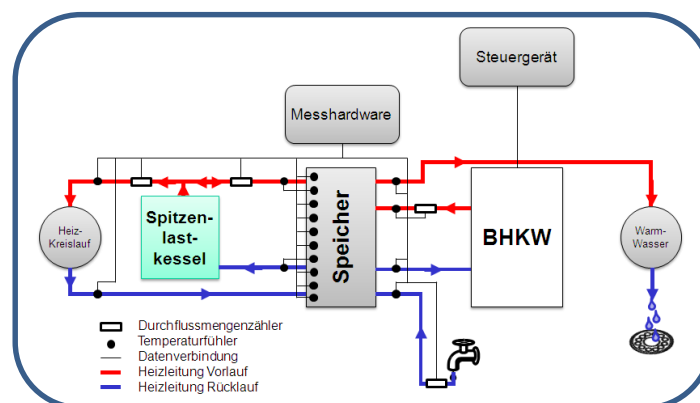 Steuergerät
Messhardware
Heiz-
Kreislauf
Spitzen-
last-
kessel
Speicher
BHKW
Warm-
Wasser
Durchflussmengenzähler
Temperaturfühler
Datenverbindung
Heizleitung Vorlauf
Heizleitung Rücklauf